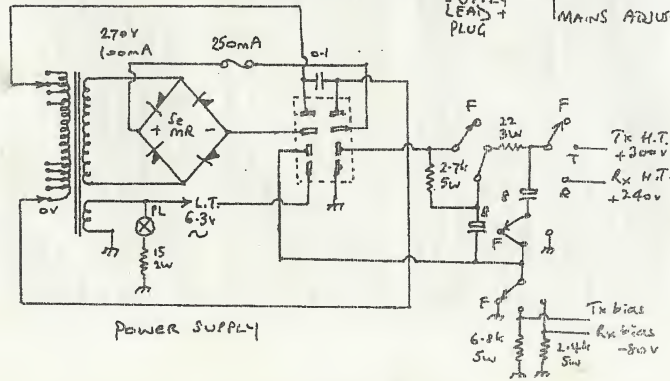 LEADS +
PLUG
MAINS ADJUS
270V
100mA
250mA
0.1
Se
+ MR -
0V
PL
L.T.
6.3V
~
15
2W
POWER SUPPLY
F
22
3W
F
2.7k
5W
8
8
T
R
Tx H.T.
+300V
Rx H.T.
+240V
F
F
Tx bias
Rx bias
-80V
6.8k
5W
2.4k
5W